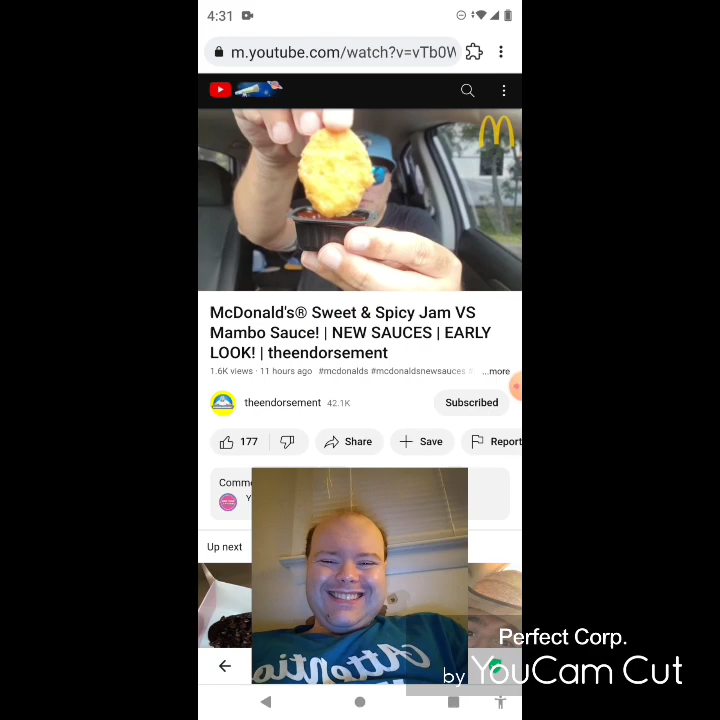 4:31
m.youtube.com/watch?v=vTb0W
McDonald's® Sweet & Spicy Jam VS
Mambo Sauce! | NEW SAUCES | EARLY
LOOK! | theendorsement
1.6K views · 11 hours ago #mcdonalds #mcdonaldsnewsauces ...more
theendorsement 42.1K Subscribed
177 Share Save Report
Comme
Y
Up next
Attentio
Perfect Corp.
by YouCam Cut